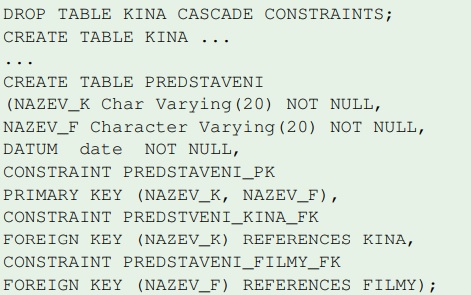 DROP TABLE KINA CASCADE CONSTRAINTS;
CREATE TABLE KINA ...
...
CREATE TABLE PREDSTAVENI
(NAZEV_K Char Varying(20) NOT NULL,
NAZEV_F Character Varying(20) NOT NULL,
DATUM  date  NOT NULL,
CONSTRAINT PREDSTAVENI_PK
PRIMARY KEY (NAZEV_K, NAZEV_F),
CONSTRAINT PREDSTVENI_KINA_FK
FOREIGN KEY (NAZEV_K) REFERENCES KINA,
CONSTRAINT PREDSTAVENI_FILMY_FK
FOREIGN KEY (NAZEV_F) REFERENCES FILMY);